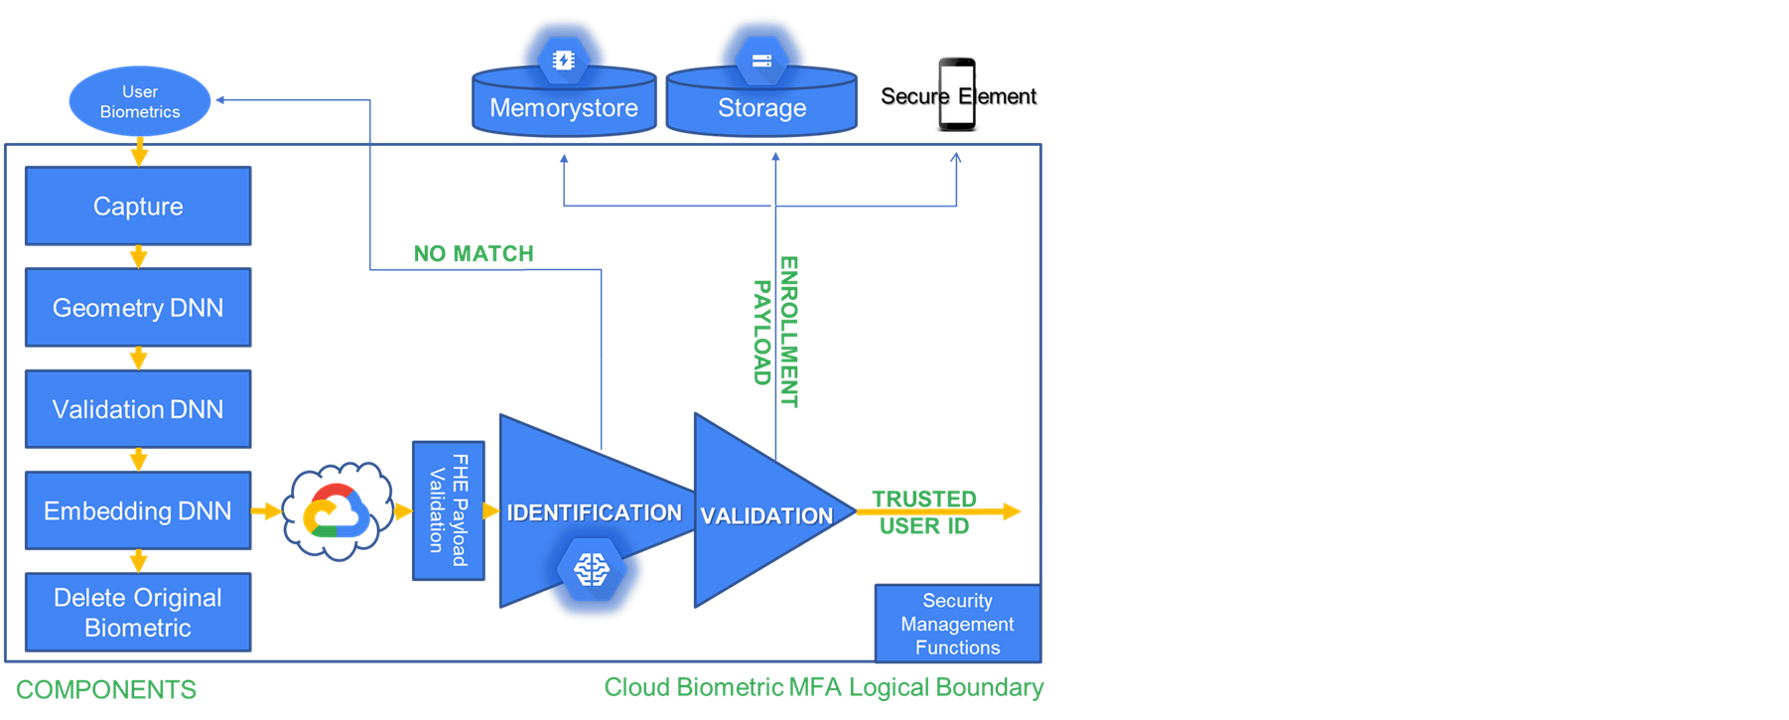 User
Biometrics
Memorystore
Storage
Secure Element
Capture
NO MATCH
Geometry DNN
ENROLLMENT
PAYLOAD
Validation DNN
Embedding DNN
FHE Payload
Validation
IDENTIFICATION
VALIDATION
TRUSTED
USER ID
Delete Original
Biometric
Security
Management
Functions
COMPONENTS
Cloud Biometric MFA Logical Boundary